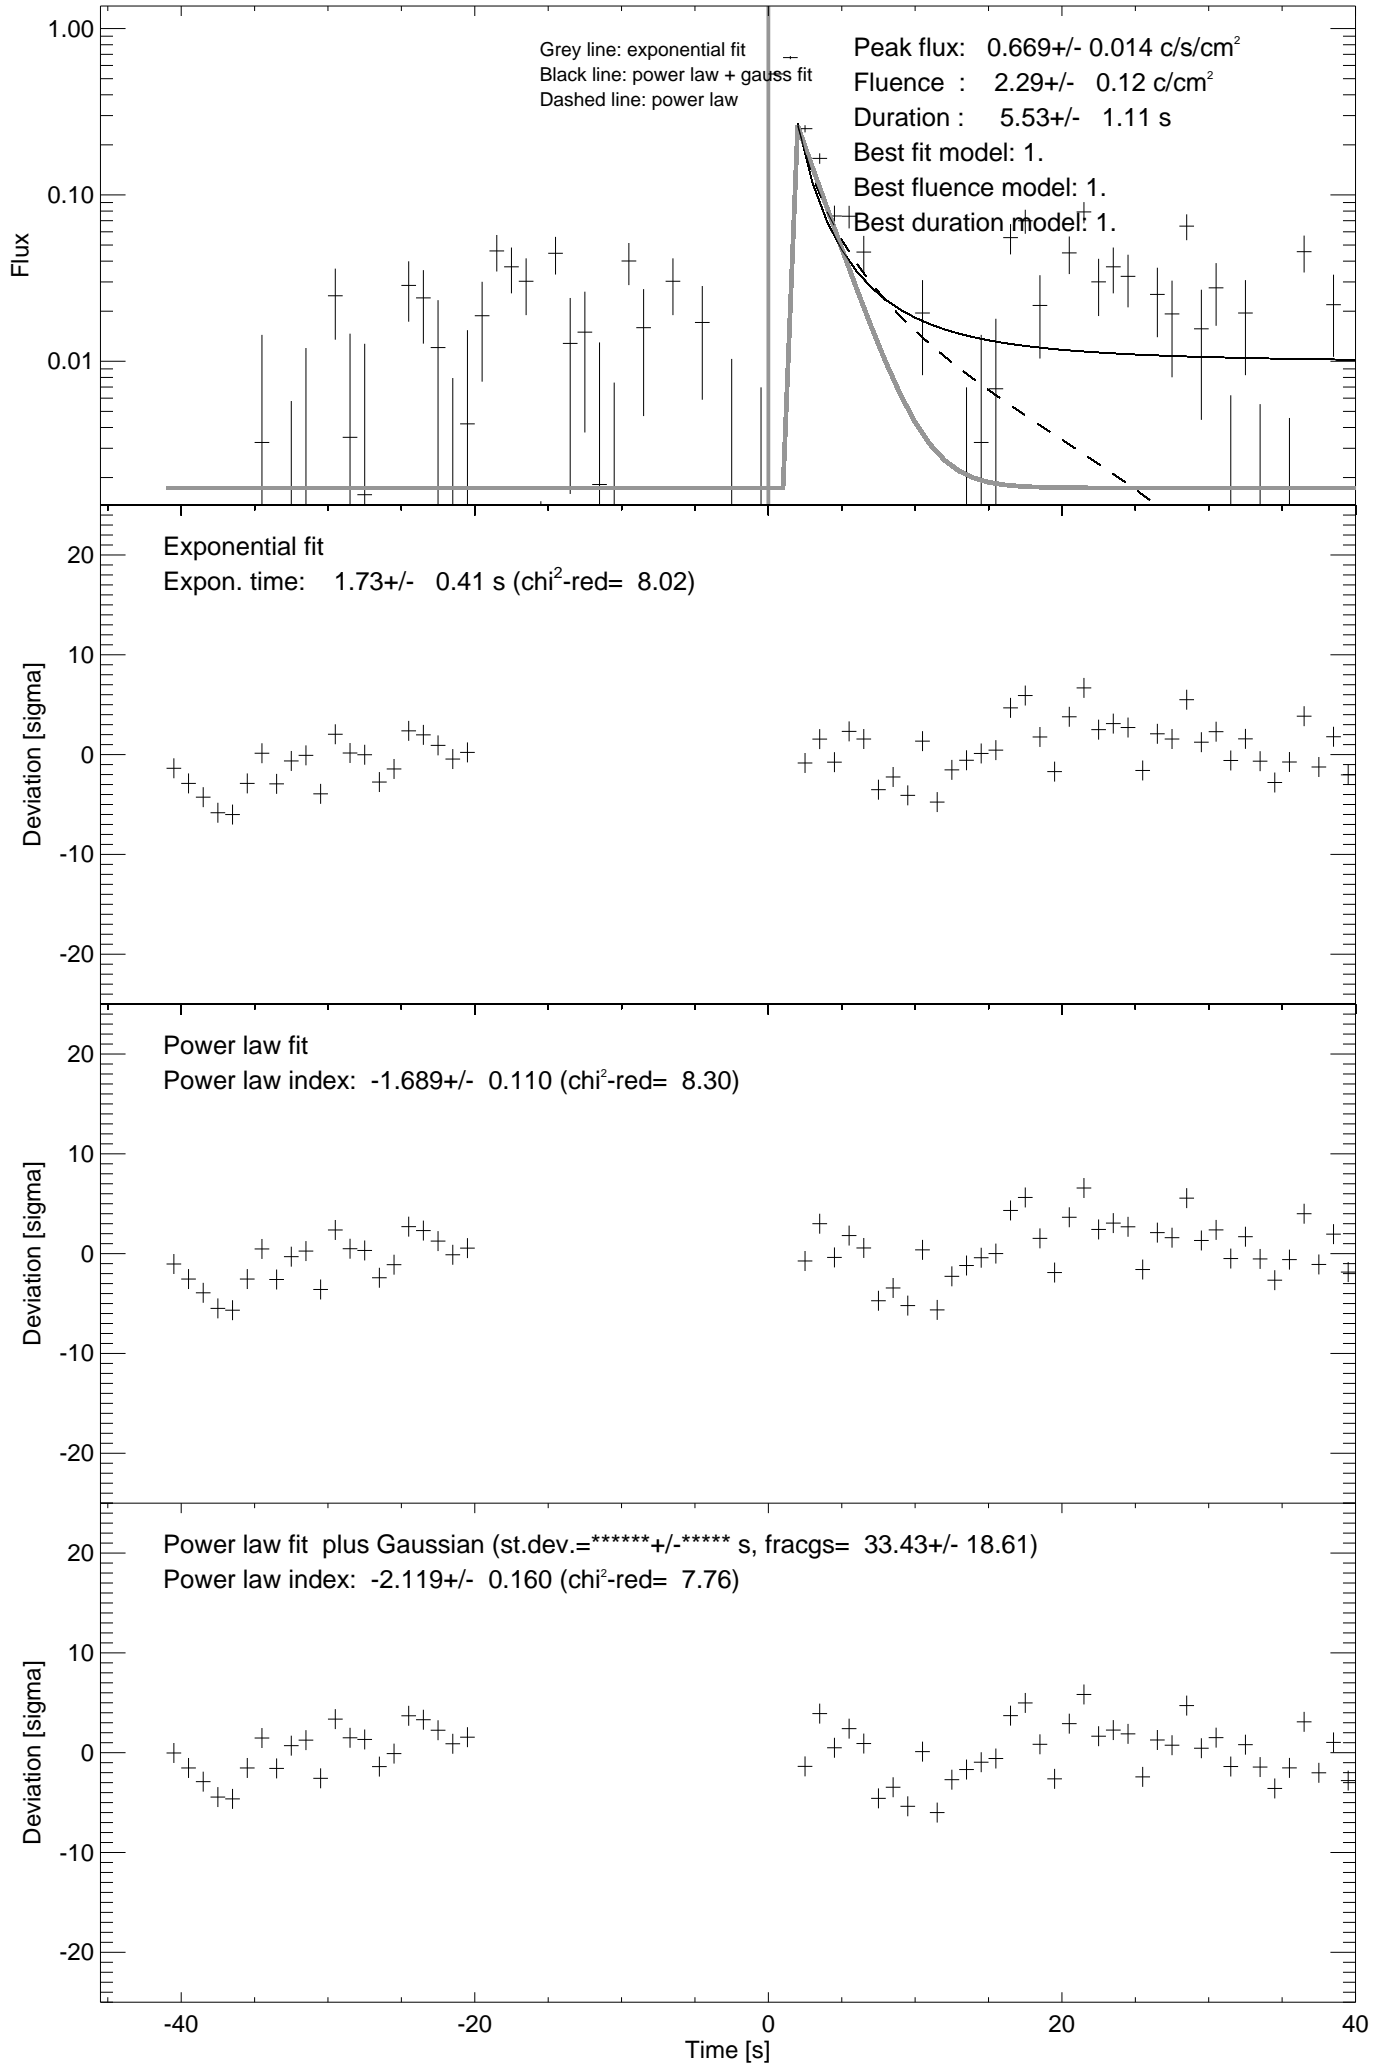 1.00
0.10
0.01
Flux
Grey line: exponential fit
Black line: power law + gauss fit
Dashed line: power law
Peak flux: 0.669+/- 0.014 c/s/cm²
Fluence : 2.29+/- 0.12 c/cm²
Duration : 5.53+/- 1.11 s
Best fit model: 1.
Best fluence model: 1.
Best duration model: 1.
Exponential fit
Expon. time: 1.73+/- 0.41 s (chi²-red= 8.02)
20
10
0
-10
-20
Deviation [sigma]
Power law fit
Power law index: -1.689+/- 0.110 (chi²-red= 8.30)
20
10
0
-10
-20
Deviation [sigma]
Power law fit plus Gaussian (st.dev.=******+/-***** s, fracgs= 33.43+/- 18.61)
Power law index: -2.119+/- 0.160 (chi²-red= 7.76)
20
10
0
-10
-20
Deviation [sigma]
-40
-20
0
20
40
Time [s]